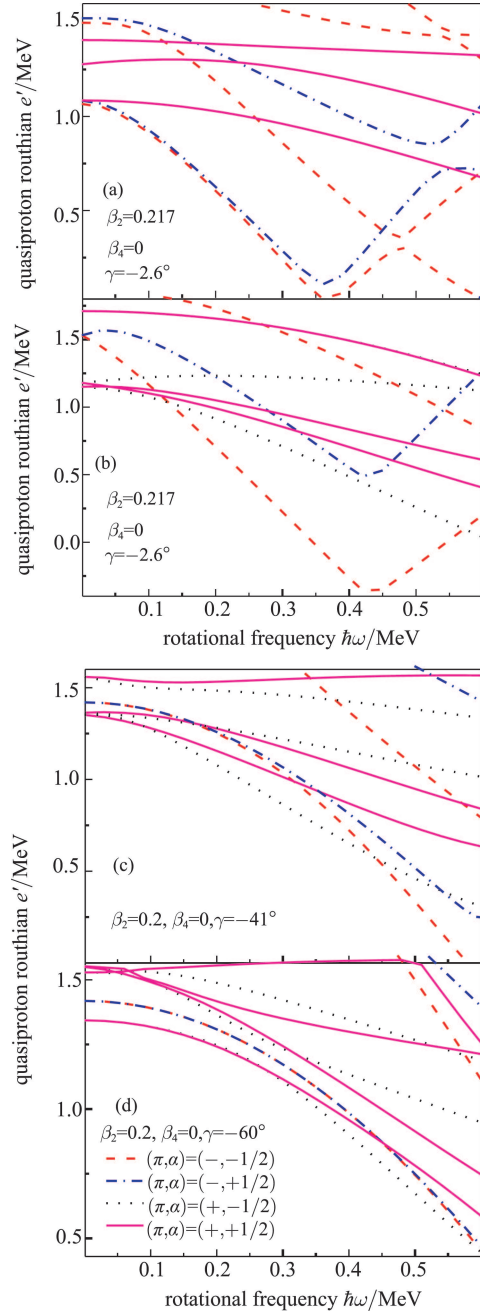 1.5
1.0
0.5
quasiproton routhian e′/MeV
(a)
β₂=0.217
β₄=0
γ=−2.6°
1.5
1.0
0.5
0.0
quasiproton routhian e′/MeV
(b)
β₂=0.217
β₄=0
γ=−2.6°
0.1 0.2 0.3 0.4 0.5
rotational frequency ħω/MeV
1.5
1.0
0.5
quasiproton routhian e′/MeV
(c)
β₂=0.2, β₄=0,γ=−41°
1.5
1.0
0.5
(d)
β₂=0.2, β₄=0,γ=−60°
(π,α)=(−,−1/2)
(π,α)=(−,+1/2)
(π,α)=(+,−1/2)
(π,α)=(+,+1/2)
0.1 0.2 0.3 0.4 0.5
rotational frequency ħω/MeV